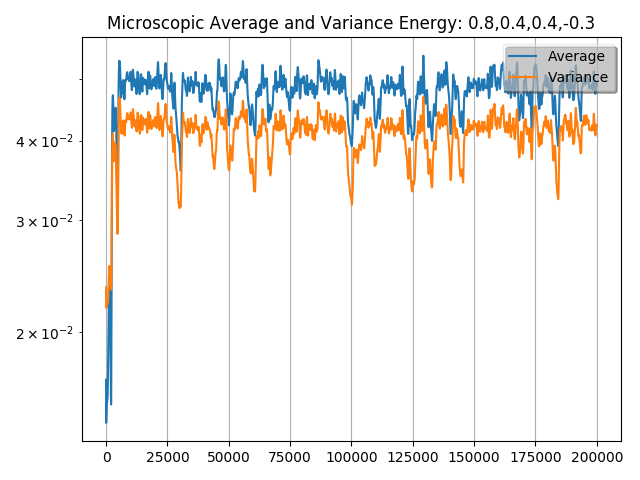 Microscopic Average and Variance Energy: 0.8,0.4,0.4,-0.3
Average
Variance
4 × 10⁻²
3 × 10⁻²
2 × 10⁻²
0 25000 50000 75000 100000 125000 150000 175000 200000